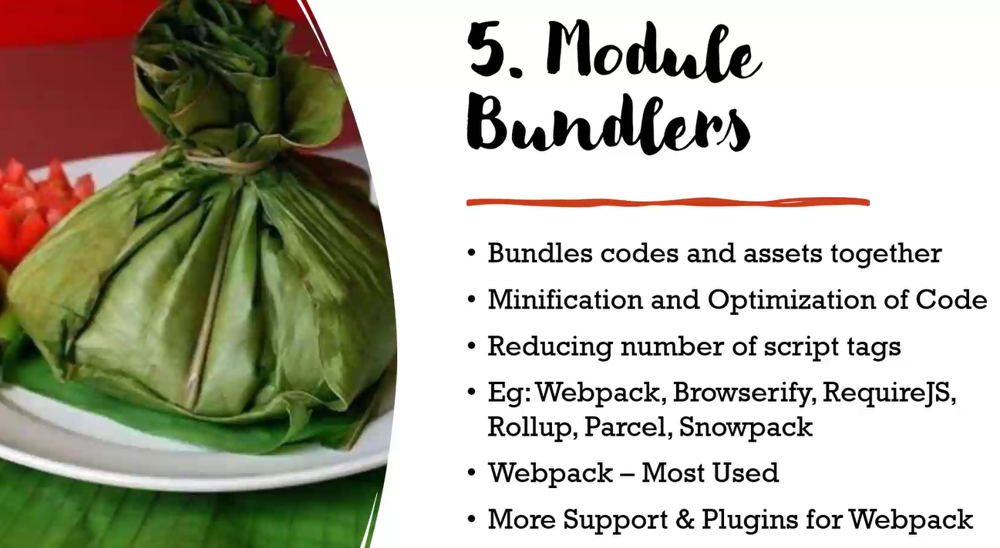 5. Module
Bundlers
• Bundles codes and assets together
• Minification and Optimization of Code
• Reducing number of script tags
• Eg: Webpack, Browserify, RequireJS,
Rollup, Parcel, Snowpack
• Webpack – Most Used
• More Support & Plugins for Webpack